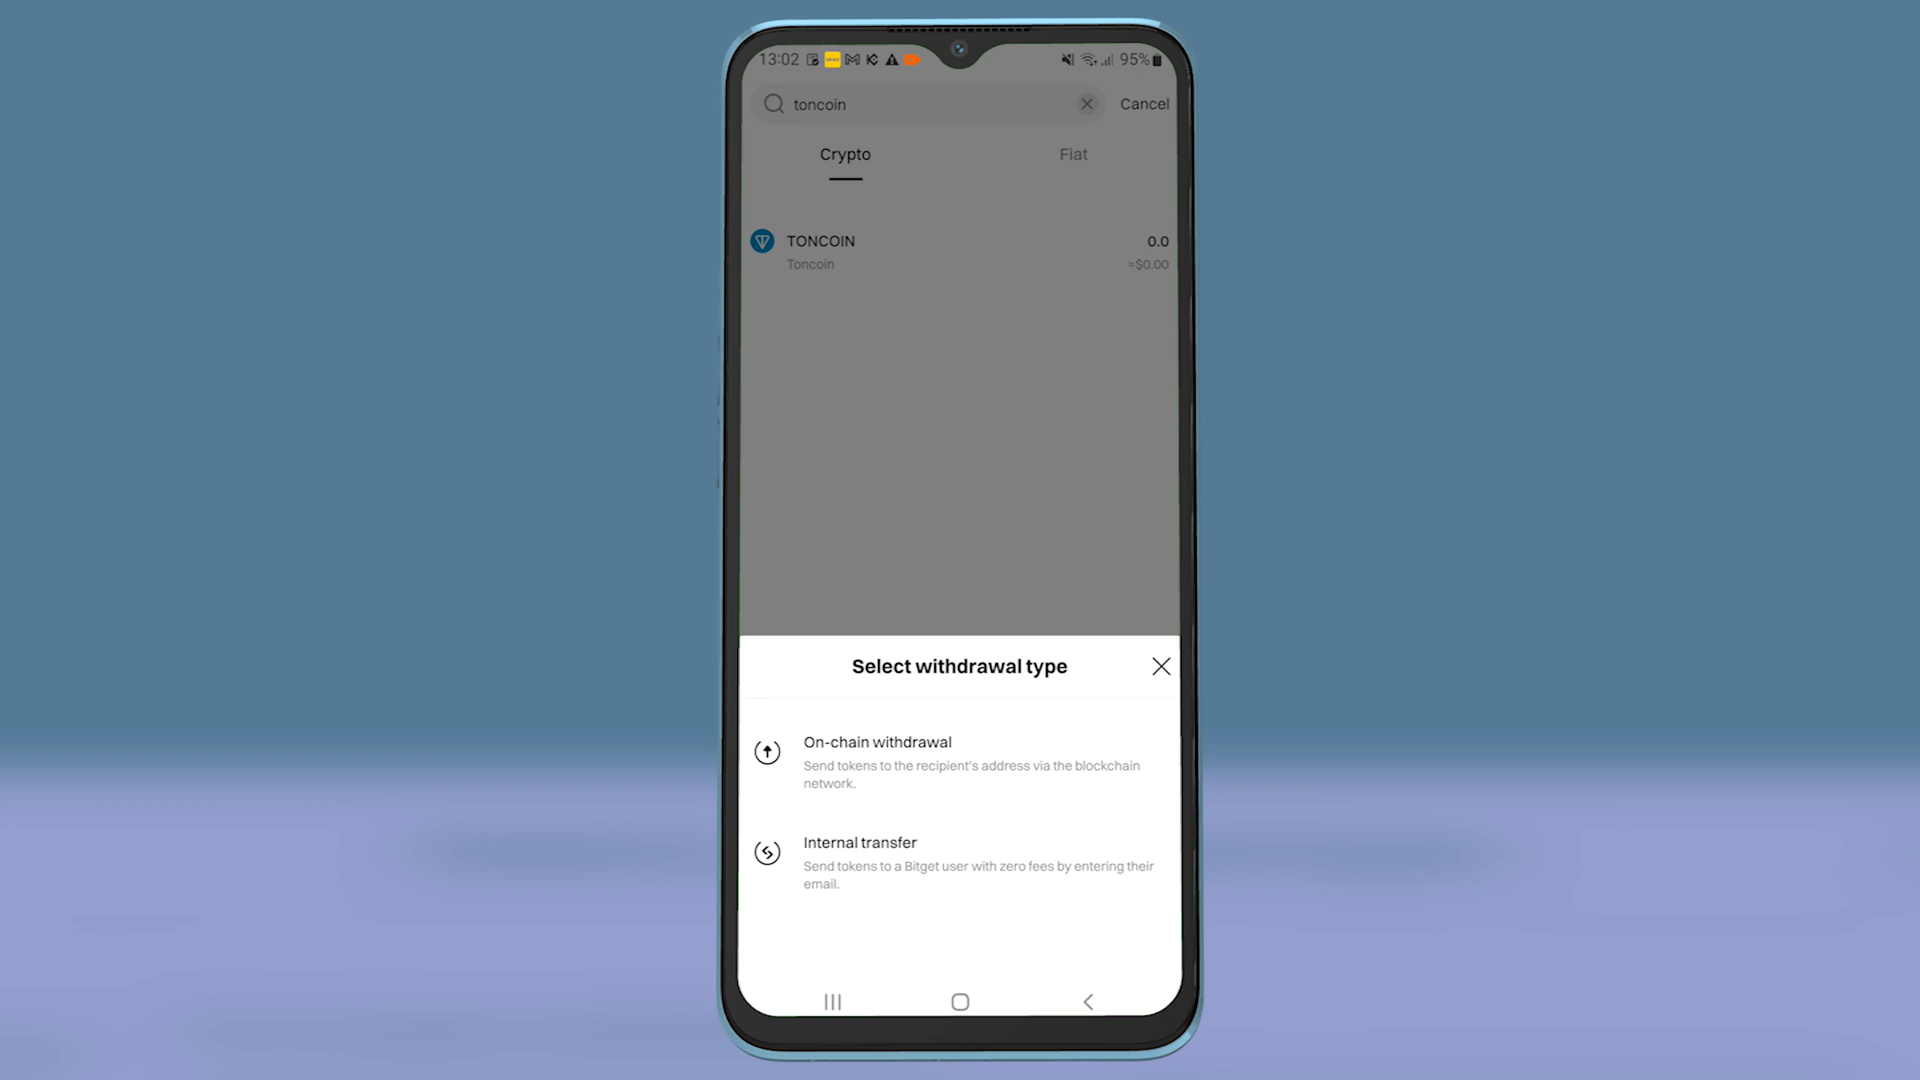 13:02 95%
toncoin Cancel
Crypto Fiat
TONCOIN 0.0
Toncoin ≈$0.00
Select withdrawal type
On-chain withdrawal
Send tokens to the recipient's address via the blockchain
network.
Internal transfer
Send tokens to a Bitget user with zero fees by entering their
email.